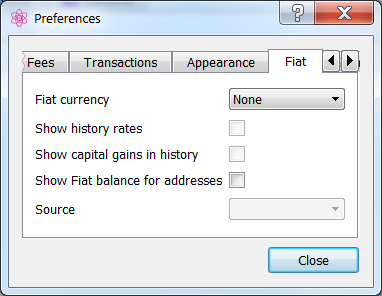 Preferences
Fees Transactions Appearance Fiat
Fiat currency None
Show history rates
Show capital gains in history
Show Fiat balance for addresses
Source
Close